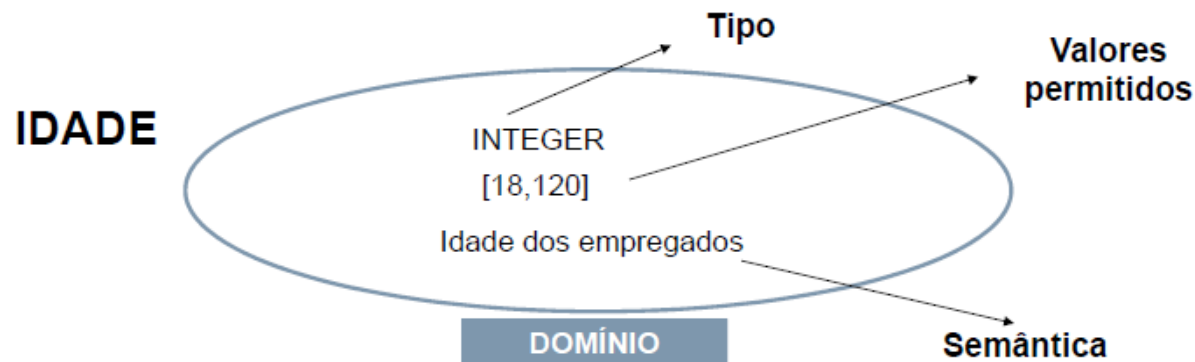 Tipo
Valores
permitidos
IDADE
INTEGER
[18,120]
Idade dos empregados
DOMÍNIO
Semântica